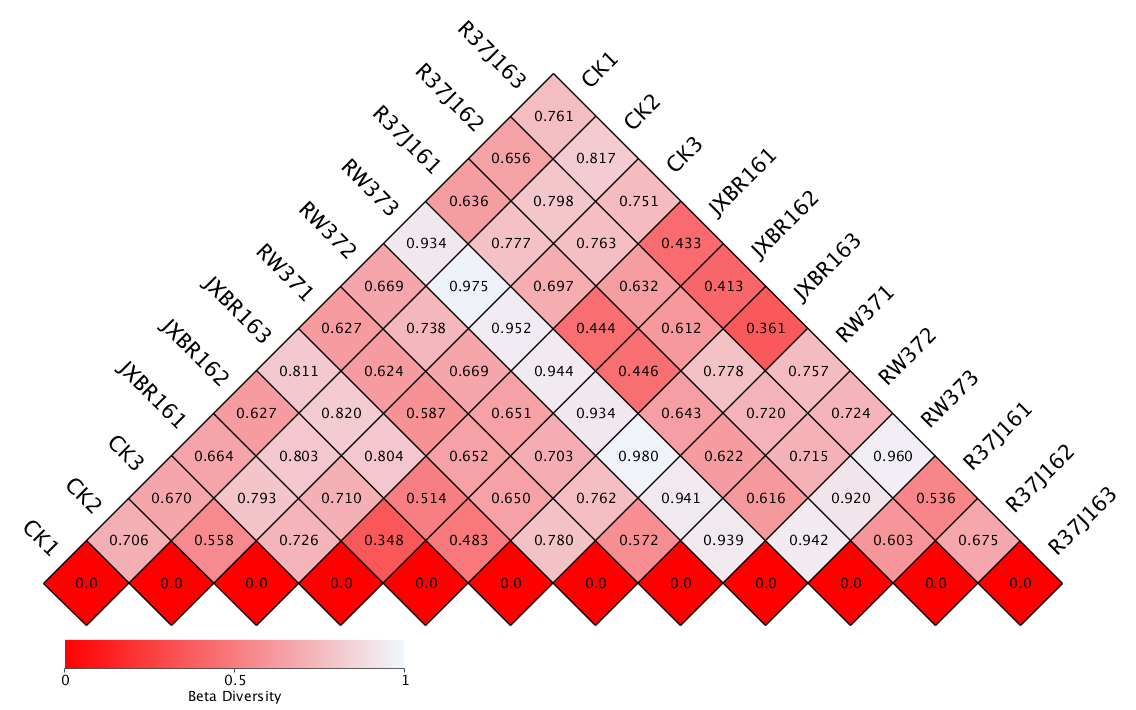 R37J163
CK1
R37J162
CK2
0.761
R37J161
CK3
0.656 0.817
RW373
JXBR161
0.636 0.798 0.751
RW372
JXBR162
0.934 0.777 0.763 0.433
RW371
JXBR163
0.669 0.975 0.697 0.632 0.413
JXBR163
RW371
0.627 0.738 0.952 0.444 0.612 0.361
JXBR162
RW372
0.811 0.624 0.669 0.944 0.446 0.778 0.757
JXBR161
RW373
0.627 0.820 0.587 0.651 0.934 0.643 0.720 0.724
CK3
R37J161
0.664 0.803 0.804 0.652 0.703 0.980 0.622 0.715 0.960
CK2
R37J162
0.670 0.793 0.710 0.514 0.650 0.762 0.941 0.616 0.920 0.536
CK1
R37J163
0.706 0.558 0.726 0.348 0.483 0.780 0.572 0.939 0.942 0.603 0.675
0.0 0.0 0.0 0.0 0.0 0.0 0.0 0.0 0.0 0.0 0.0 0.0
0 0.5 1
Beta Diversity